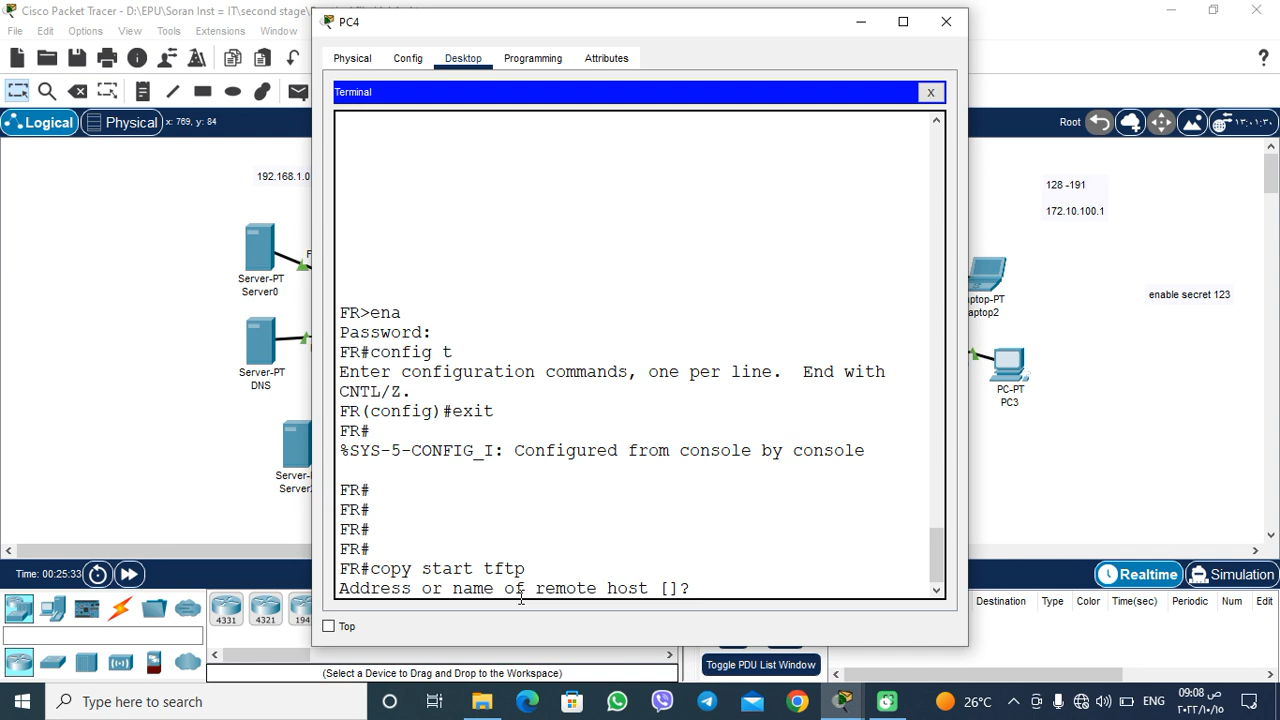 Cisco Packet Tracer - D:\EPU\Soran Inst = IT\second stage\
PC4
File Edit Options View Tools Extensions Window
Physical Config Desktop Programming Attributes
Terminal
X
Logical
Physical
x: 769, y: 84
Root
١٣:٠١:٣٠
192.168.1.0
128 -191
172.10.100.1
Server-PT
Server0
Server-PT
DNS
Server
aptop-PT
aptop2
PC-PT
PC3
enable secret 123
FR>ena
Password:
FR#config t
Enter configuration commands, one per line.  End with
CNTL/Z.
FR(config)#exit
FR#
%SYS-5-CONFIG_I: Configured from console by console
FR#
FR#
FR#
FR#
FR#copy start tftp
Address or name of remote host []?
Top
Time: 00:25:33
Realtime
Simulation
4331
4321
194
Destination Type Color Time(sec) Periodic Num Edit
(Select a Device to Drag and Drop to the Workspace)
Toggle PDU List Window
Type here to search
26°C
ENG
09:08 ص
٢٠٢٢/١٠/١٥